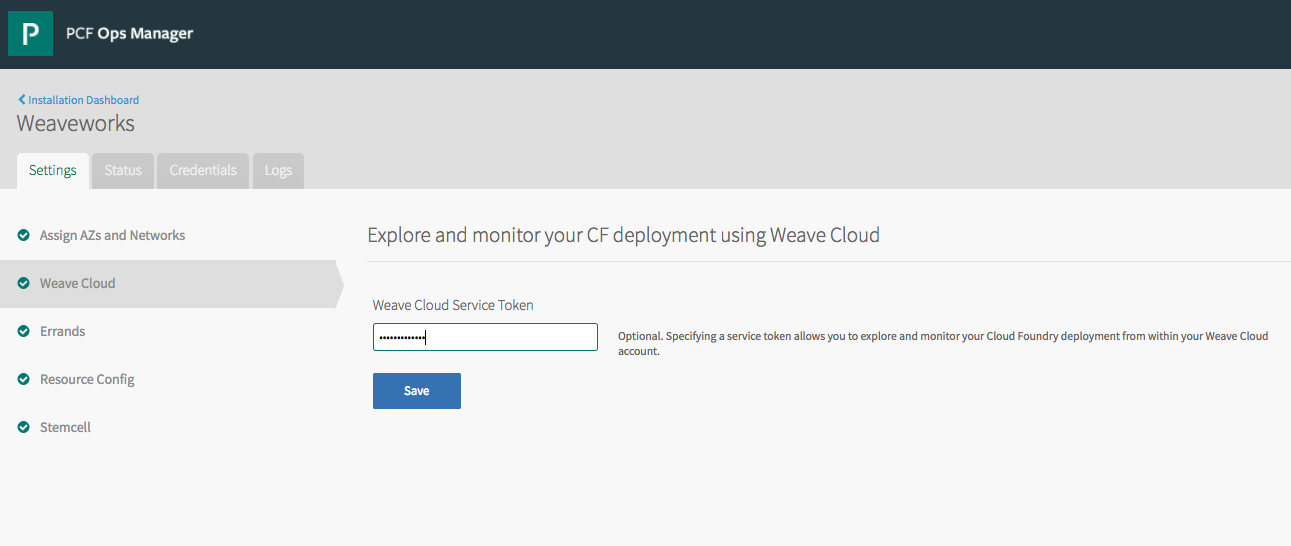 P
PCF Ops Manager
Installation Dashboard
Weaveworks
Settings
Status
Credentials
Logs
Assign AZs and Networks
Weave Cloud
Errands
Resource Config
Stemcell
Explore and monitor your CF deployment using Weave Cloud
Weave Cloud Service Token
•••••••••••••
Optional. Specifying a service token allows you to explore and monitor your Cloud Foundry deployment from within your Weave Cloud
account.
Save